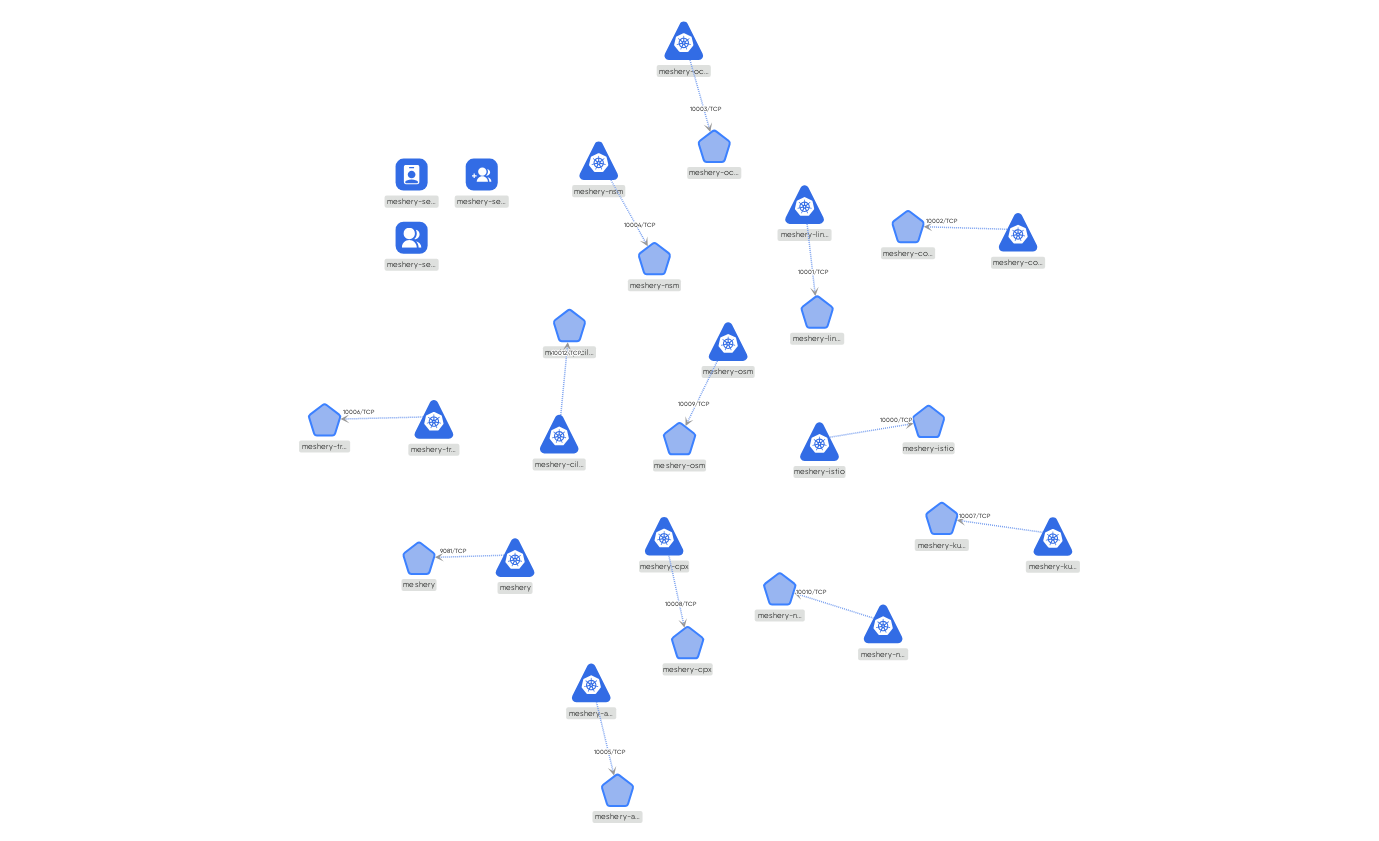 meshery-oc...
10003/TCP
meshery-oc...
meshery-se...
meshery-se...
meshery-nsm
10004/TCP
meshery-nsm
meshery-se...
meshery-lin...
10001/TCP
meshery-lin...
10002/TCP
meshery-co...
meshery-co...
10012/TCP
meshery-osm
10009/TCP
meshery-osm
10006/TCP
meshery-tr...
meshery-tr...
meshery-cil...
10000/TCP
meshery-istio
meshery-istio
10007/TCP
meshery-ku...
meshery-ku...
9081/TCP
meshery
meshery
meshery-cpx
10008/TCP
meshery-cpx
10010/TCP
meshery-n...
meshery-n...
meshery-a...
10005/TCP
meshery-a...